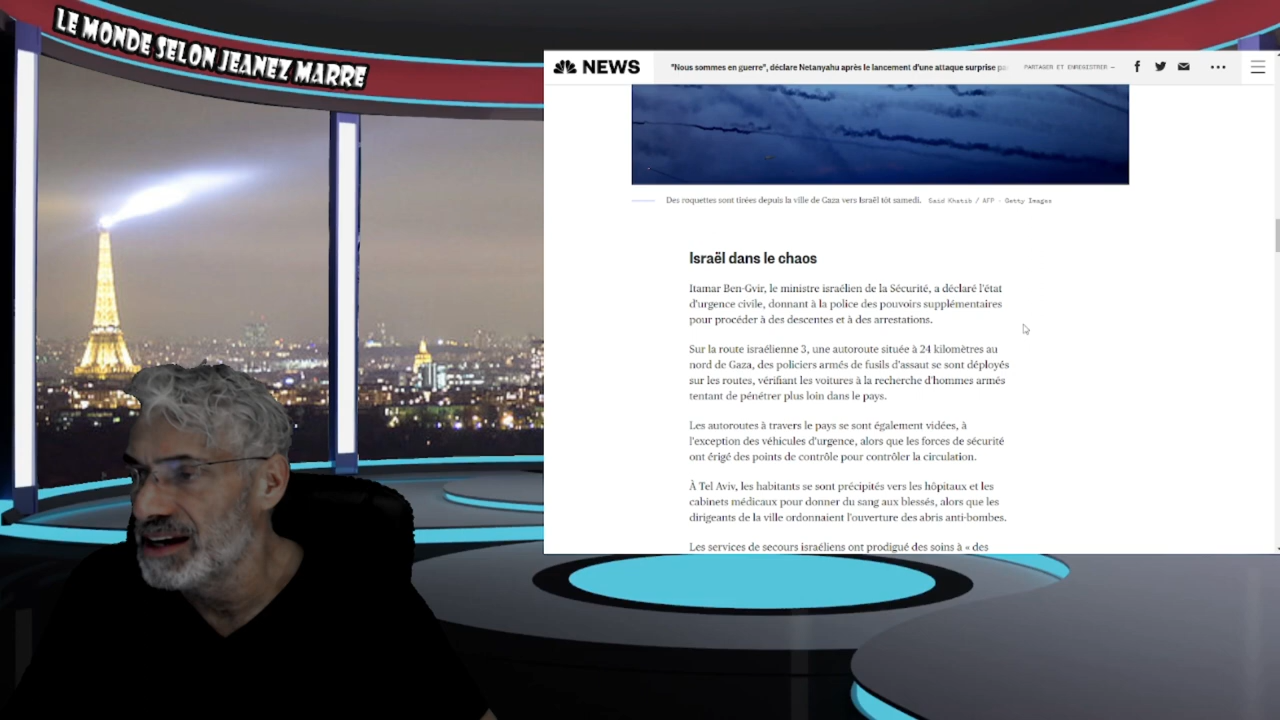 LE MONDE SELON JEANEZ MARRE
NEWS
"Nous sommes en guerre", déclare Netanyahu après le lancement d'une attaque surprise
PARTAGER ET ENREGISTRER —
Des roquettes sont tirées depuis la ville de Gaza vers Israël tôt samedi. Said Khatib / AFP - Getty Images
Israël dans le chaos
Itamar Ben-Gvir, le ministre israélien de la Sécurité, a déclaré l'état
d'urgence civile, donnant à la police des pouvoirs supplémentaires
pour procéder à des descentes et à des arrestations.
Sur la route israélienne 3, une autoroute située à 24 kilomètres au
nord de Gaza, des policiers armés de fusils d'assaut se sont déployés
sur les routes, vérifiant les voitures à la recherche d'hommes armés
tentant de pénétrer plus loin dans le pays.
Les autoroutes à travers le pays se sont également vidées, à
l'exception des véhicules d'urgence, alors que les forces de sécurité
ont érigé des points de contrôle pour contrôler la circulation.
À Tel Aviv, les habitants se sont précipités vers les hôpitaux et les
cabinets médicaux pour donner du sang aux blessés, alors que les
dirigeants de la ville ordonnaient l'ouverture des abris anti-bombes.
Les services de secours israéliens ont prodigué des soins à « des